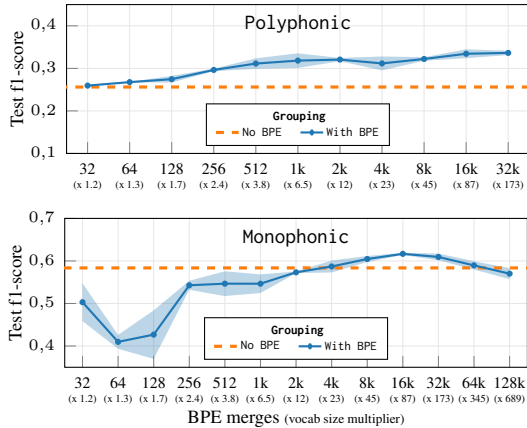 Polyphonic
Test f1-score
0,4
0,3
0,2
0,1
Grouping
No BPE With BPE
32 64 128 256 512 1k 2k 4k 8k 16k 32k
(x 1.2) (x 1.3) (x 1.7) (x 2.4) (x 3.8) (x 6.5) (x 12) (x 23) (x 45) (x 87) (x 173)
Monophonic
Test f1-score
0,7
0,6
0,5
0,4
Grouping
No BPE With BPE
32 64 128 256 512 1k 2k 4k 8k 16k 32k 64k 128k
(x 1.2) (x 1.3) (x 1.7) (x 2.4) (x 3.8) (x 6.5) (x 12) (x 23) (x 45) (x 87) (x 173) (x 345) (x 689)
BPE merges (vocab size multiplier)